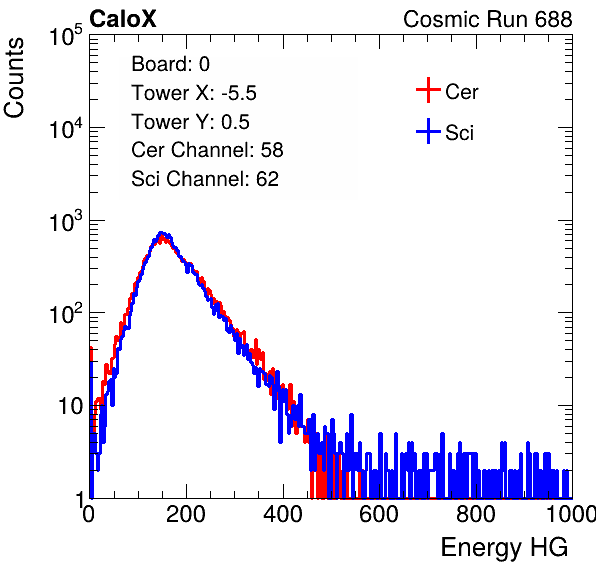 CaloX Cosmic Run 688
Counts
Board: 0
Tower X: -5.5
Tower Y: 0.5
Cer Channel: 58
Sci Channel: 62
Cer
Sci
10^5
10^4
10^3
10^2
10
1
0 200 400 600 800 1000
Energy HG